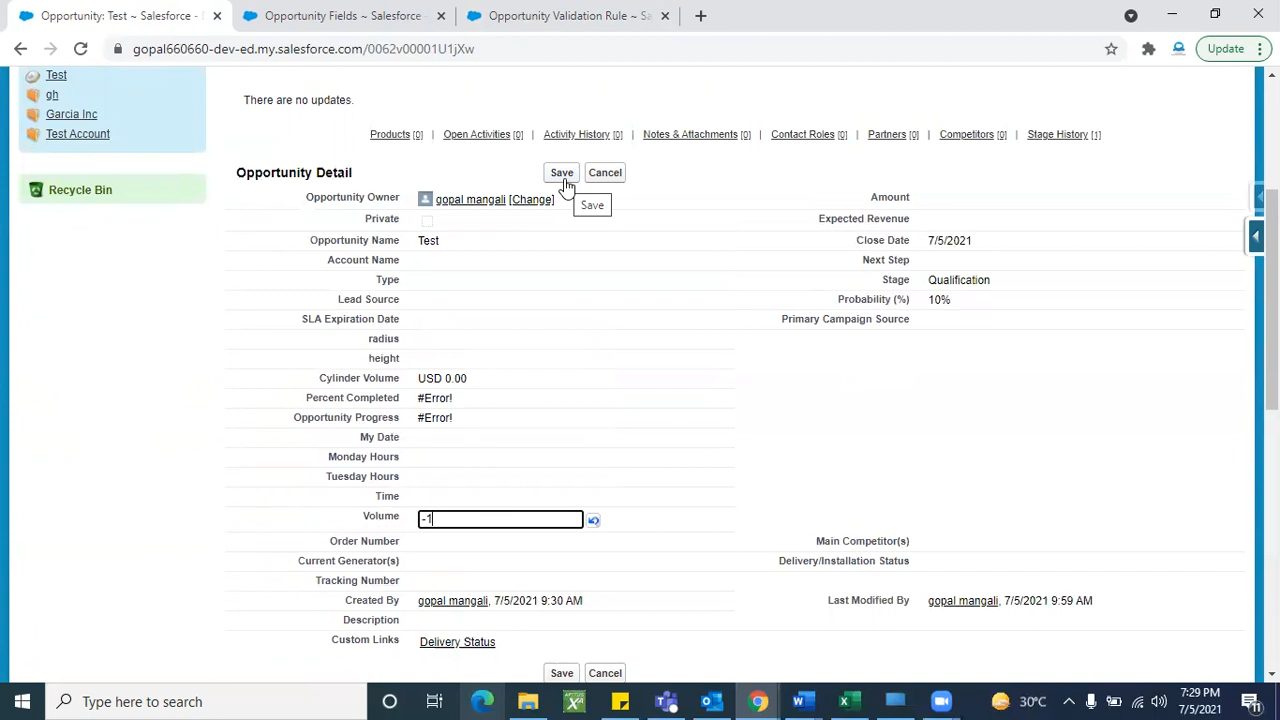 Opportunity: Test ~ Salesforce - D
Opportunity Fields ~ Salesforce -
Opportunity Validation Rule ~ Sa
gopal660660-dev-ed.my.salesforce.com/0062v00001U1jXw
Update
Test
gh
Garcia Inc
Test Account
Recycle Bin
There are no updates.
Products [0] | Open Activities [0] | Activity History [0] | Notes & Attachments [0] | Contact Roles [0] | Partners [0] | Competitors [0] | Stage History [1]
Opportunity Detail
Save Cancel
Save
Opportunity Owner gopal mangali [Change] Amount
Private Expected Revenue
Opportunity Name Test Close Date 7/5/2021
Account Name Next Step
Type Stage Qualification
Lead Source Probability (%) 10%
SLA Expiration Date Primary Campaign Source
radius
height
Cylinder Volume USD 0.00
Percent Completed #Error!
Opportunity Progress #Error!
My Date
Monday Hours
Tuesday Hours
Time
Volume -1
Order Number Main Competitor(s)
Current Generator(s) Delivery/Installation Status
Tracking Number
Created By gopal mangali, 7/5/2021 9:30 AM Last Modified By gopal mangali, 7/5/2021 9:59 AM
Description
Custom Links Delivery Status
Save Cancel
Type here to search
30°C
7:29 PM
7/5/2021
11